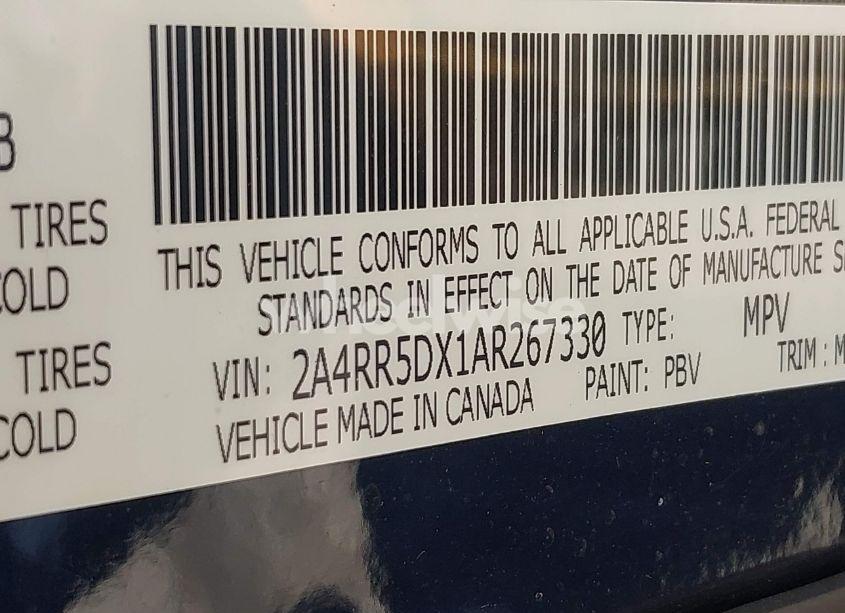 B
TIRES
COLD
TIRES
COLD
THIS VEHICLE CONFORMS TO ALL APPLICABLE U.S.A. FEDERAL
STANDARDS IN EFFECT ON THE DATE OF MANUFACTURE S
VIN: 2A4RR5DX1AR267330 TYPE: MPV
VEHICLE MADE IN CANADA PAINT: PBV TRIM: M